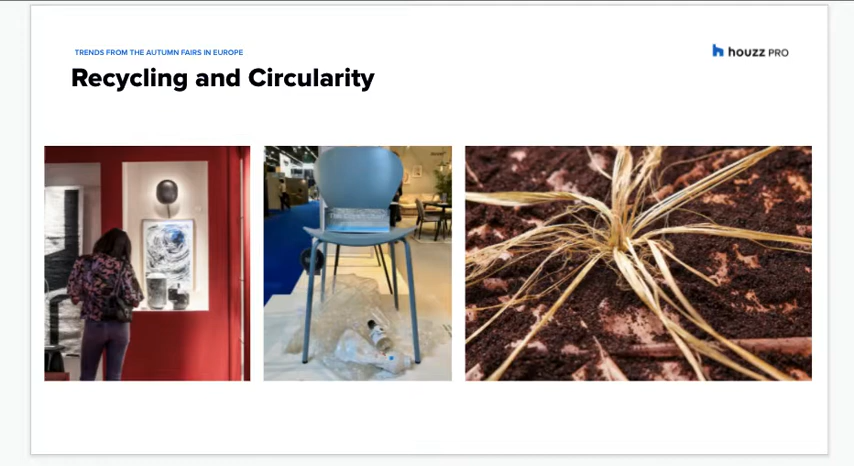 TRENDS FROM THE AUTUMN FAIRS IN EUROPE
houzz PRO
Recycling and Circularity